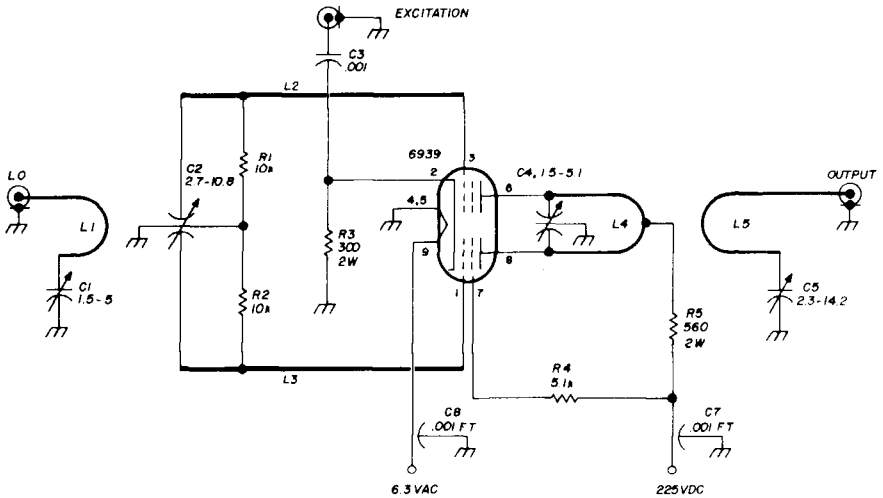 EXCITATION
C3
.001
L2
LO
C2
2.7-10.8
R1
10k
6939
3
2
C4, 1.5-5.1
6
OUTPUT
4,5
L1
R3
300
2W
L4
L5
9
8
C1
1.5-5
R2
10k
1
7
C5
2.3-14.2
R5
560
2W
L3
R4
5.1k
C8
.001 FT
C7
.001 FT
6.3 VAC
225VDC